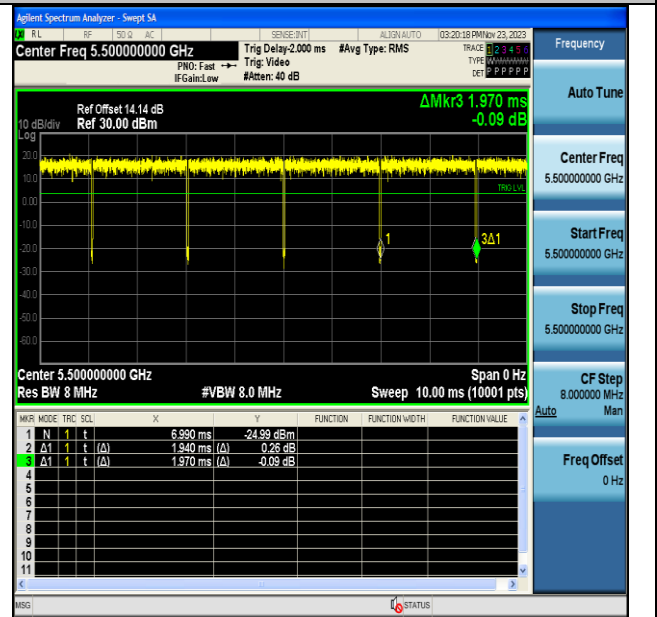 Agilent Spectrum Analyzer - Swept SA
RL RF 50 Ω AC SENSE:INT ALIGN AUTO 03:20:18 PM Nov 23, 2023
Center Freq 5.500000000 GHz
Trig Delay-2.000 ms #Avg Type: RMS
TRACE 1 2 3 4 5 6
PNO: Fast Trig: Video
TYPE
IFGain:Low #Atten: 40 dB
DET P P P P P
Ref Offset 14.14 dB
ΔMkr3 1.970 ms
10 dB/div Ref 30.00 dBm
-0.09 dB
Log
20.0
10.0
TRIG LVL
0.00
-10.0
1
3Δ1
-20.0
-30.0
-40.0
-50.0
-60.0
Center 5.500000000 GHz
Span 0 Hz
Res BW 8 MHz #VBW 8.0 MHz Sweep 10.00 ms (10001 pts)
MKR MODE TRC SCL X Y FUNCTION FUNCTION WIDTH FUNCTION VALUE
1 N 1 t 6.990 ms -24.99 dBm
2 Δ1 1 t (Δ) 1.940 ms (Δ) 0.26 dB
3 Δ1 1 t (Δ) 1.970 ms (Δ) -0.09 dB
4
5
6
7
8
9
10
11
MSG STATUS
Frequency
Auto Tune
Center Freq
5.500000000 GHz
Start Freq
5.500000000 GHz
Stop Freq
5.500000000 GHz
CF Step
8.000000 MHz
Auto Man
Freq Offset
0 Hz